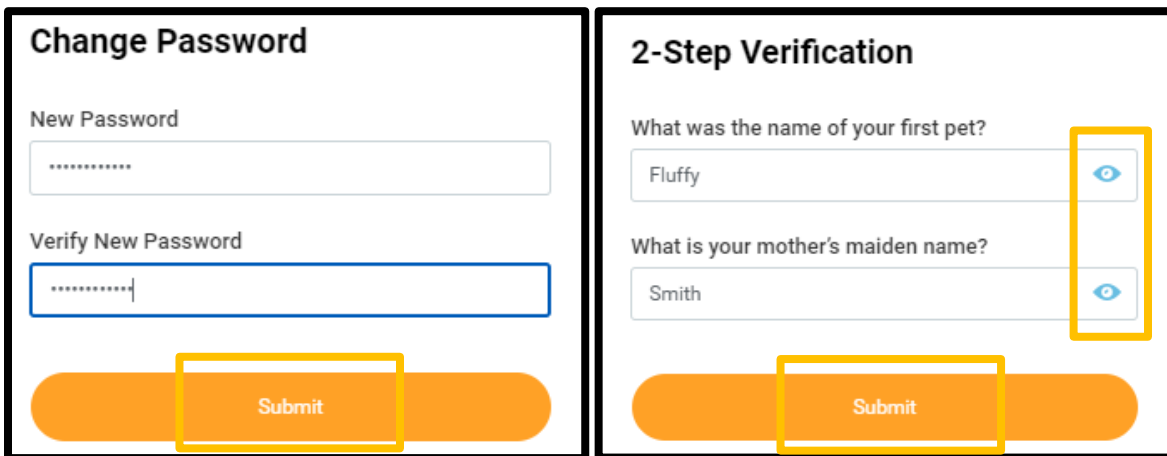 Change Password
New Password
••••••••••••
Verify New Password
••••••••••••
Submit
2-Step Verification
What was the name of your first pet?
Fluffy
What is your mother's maiden name?
Smith
Submit